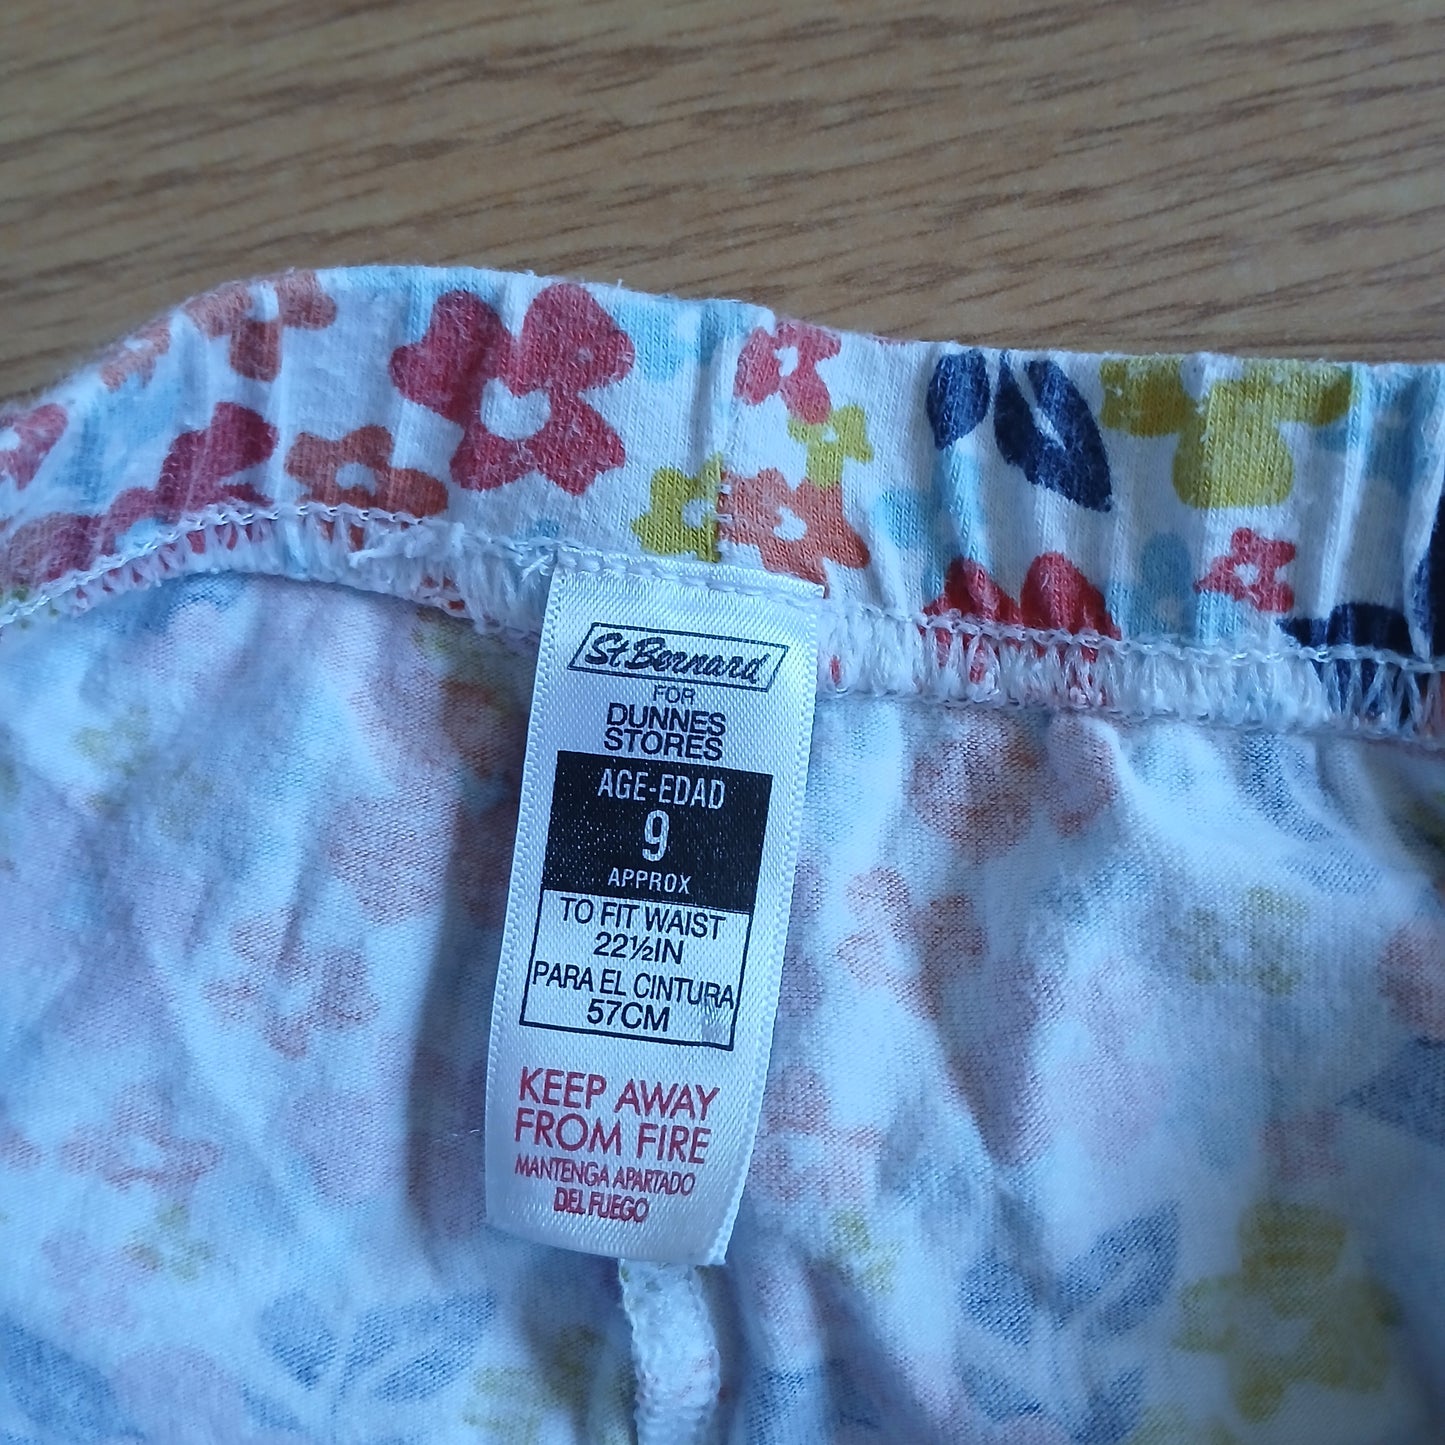 St Bernard
FOR
DUNNES
STORES
AGE-EDAD
9
APPROX
TO FIT WAIST
22½IN
PARA EL CINTURA
57CM
KEEP AWAY
FROM FIRE
MANTENGA APARTADO
DEL FUEGO